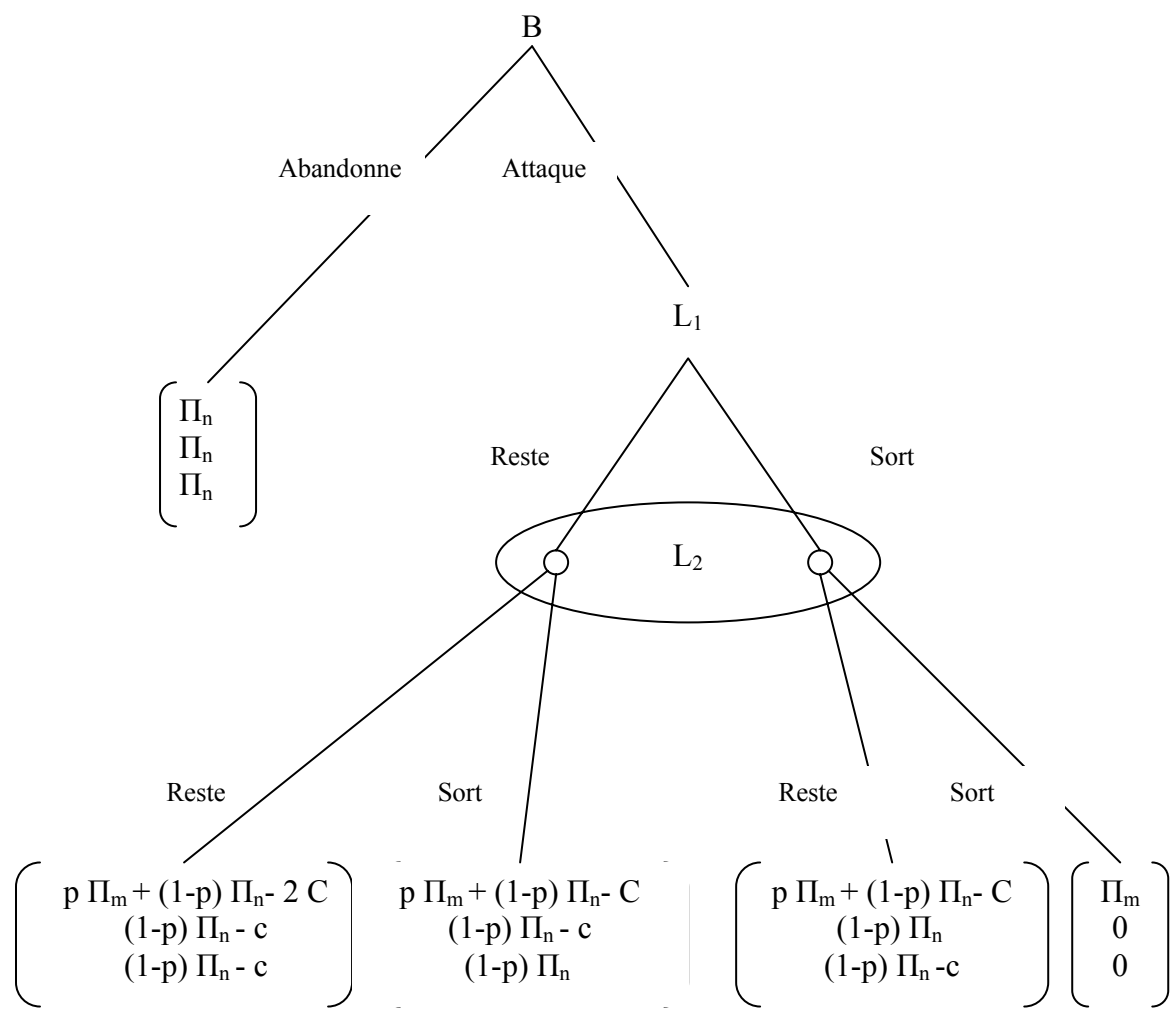 B
Abandonne Attaque
L₁
Πₙ
Πₙ
Πₙ
Reste Sort
L₂
Reste Sort Reste Sort
p Πₘ + (1-p) Πₙ- 2 C p Πₘ + (1-p) Πₙ- C p Πₘ + (1-p) Πₙ- C Πₘ
(1-p) Πₙ - c (1-p) Πₙ - c (1-p) Πₙ 0
(1-p) Πₙ - c (1-p) Πₙ (1-p) Πₙ -c 0